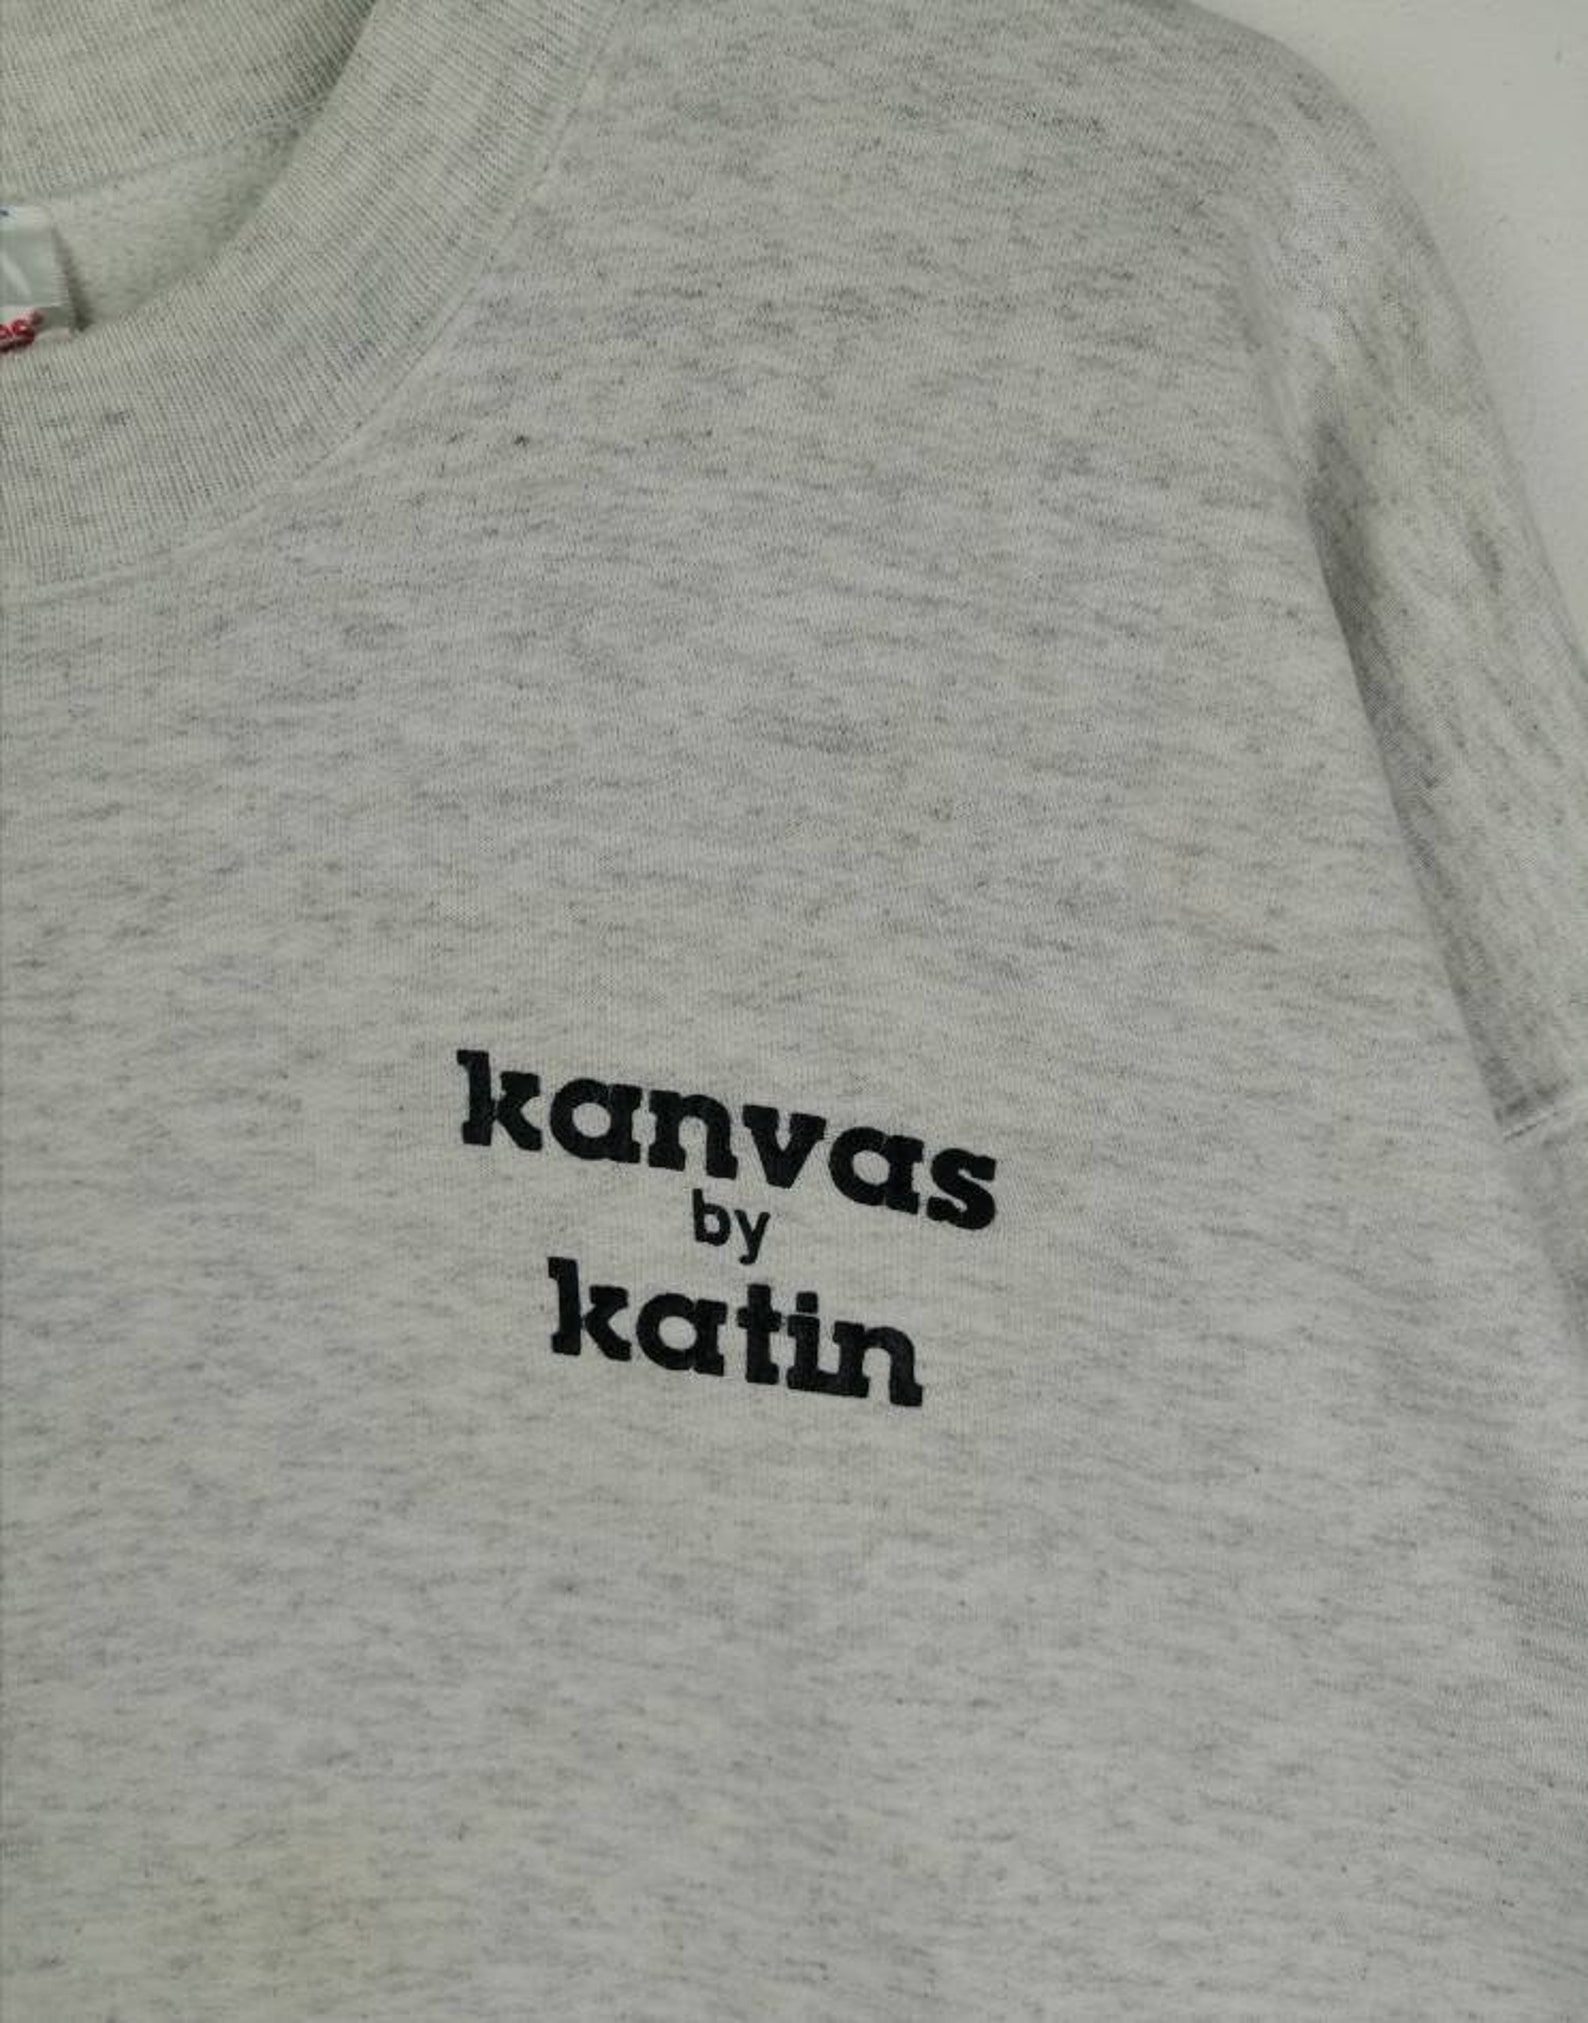 kanvas
by
katin